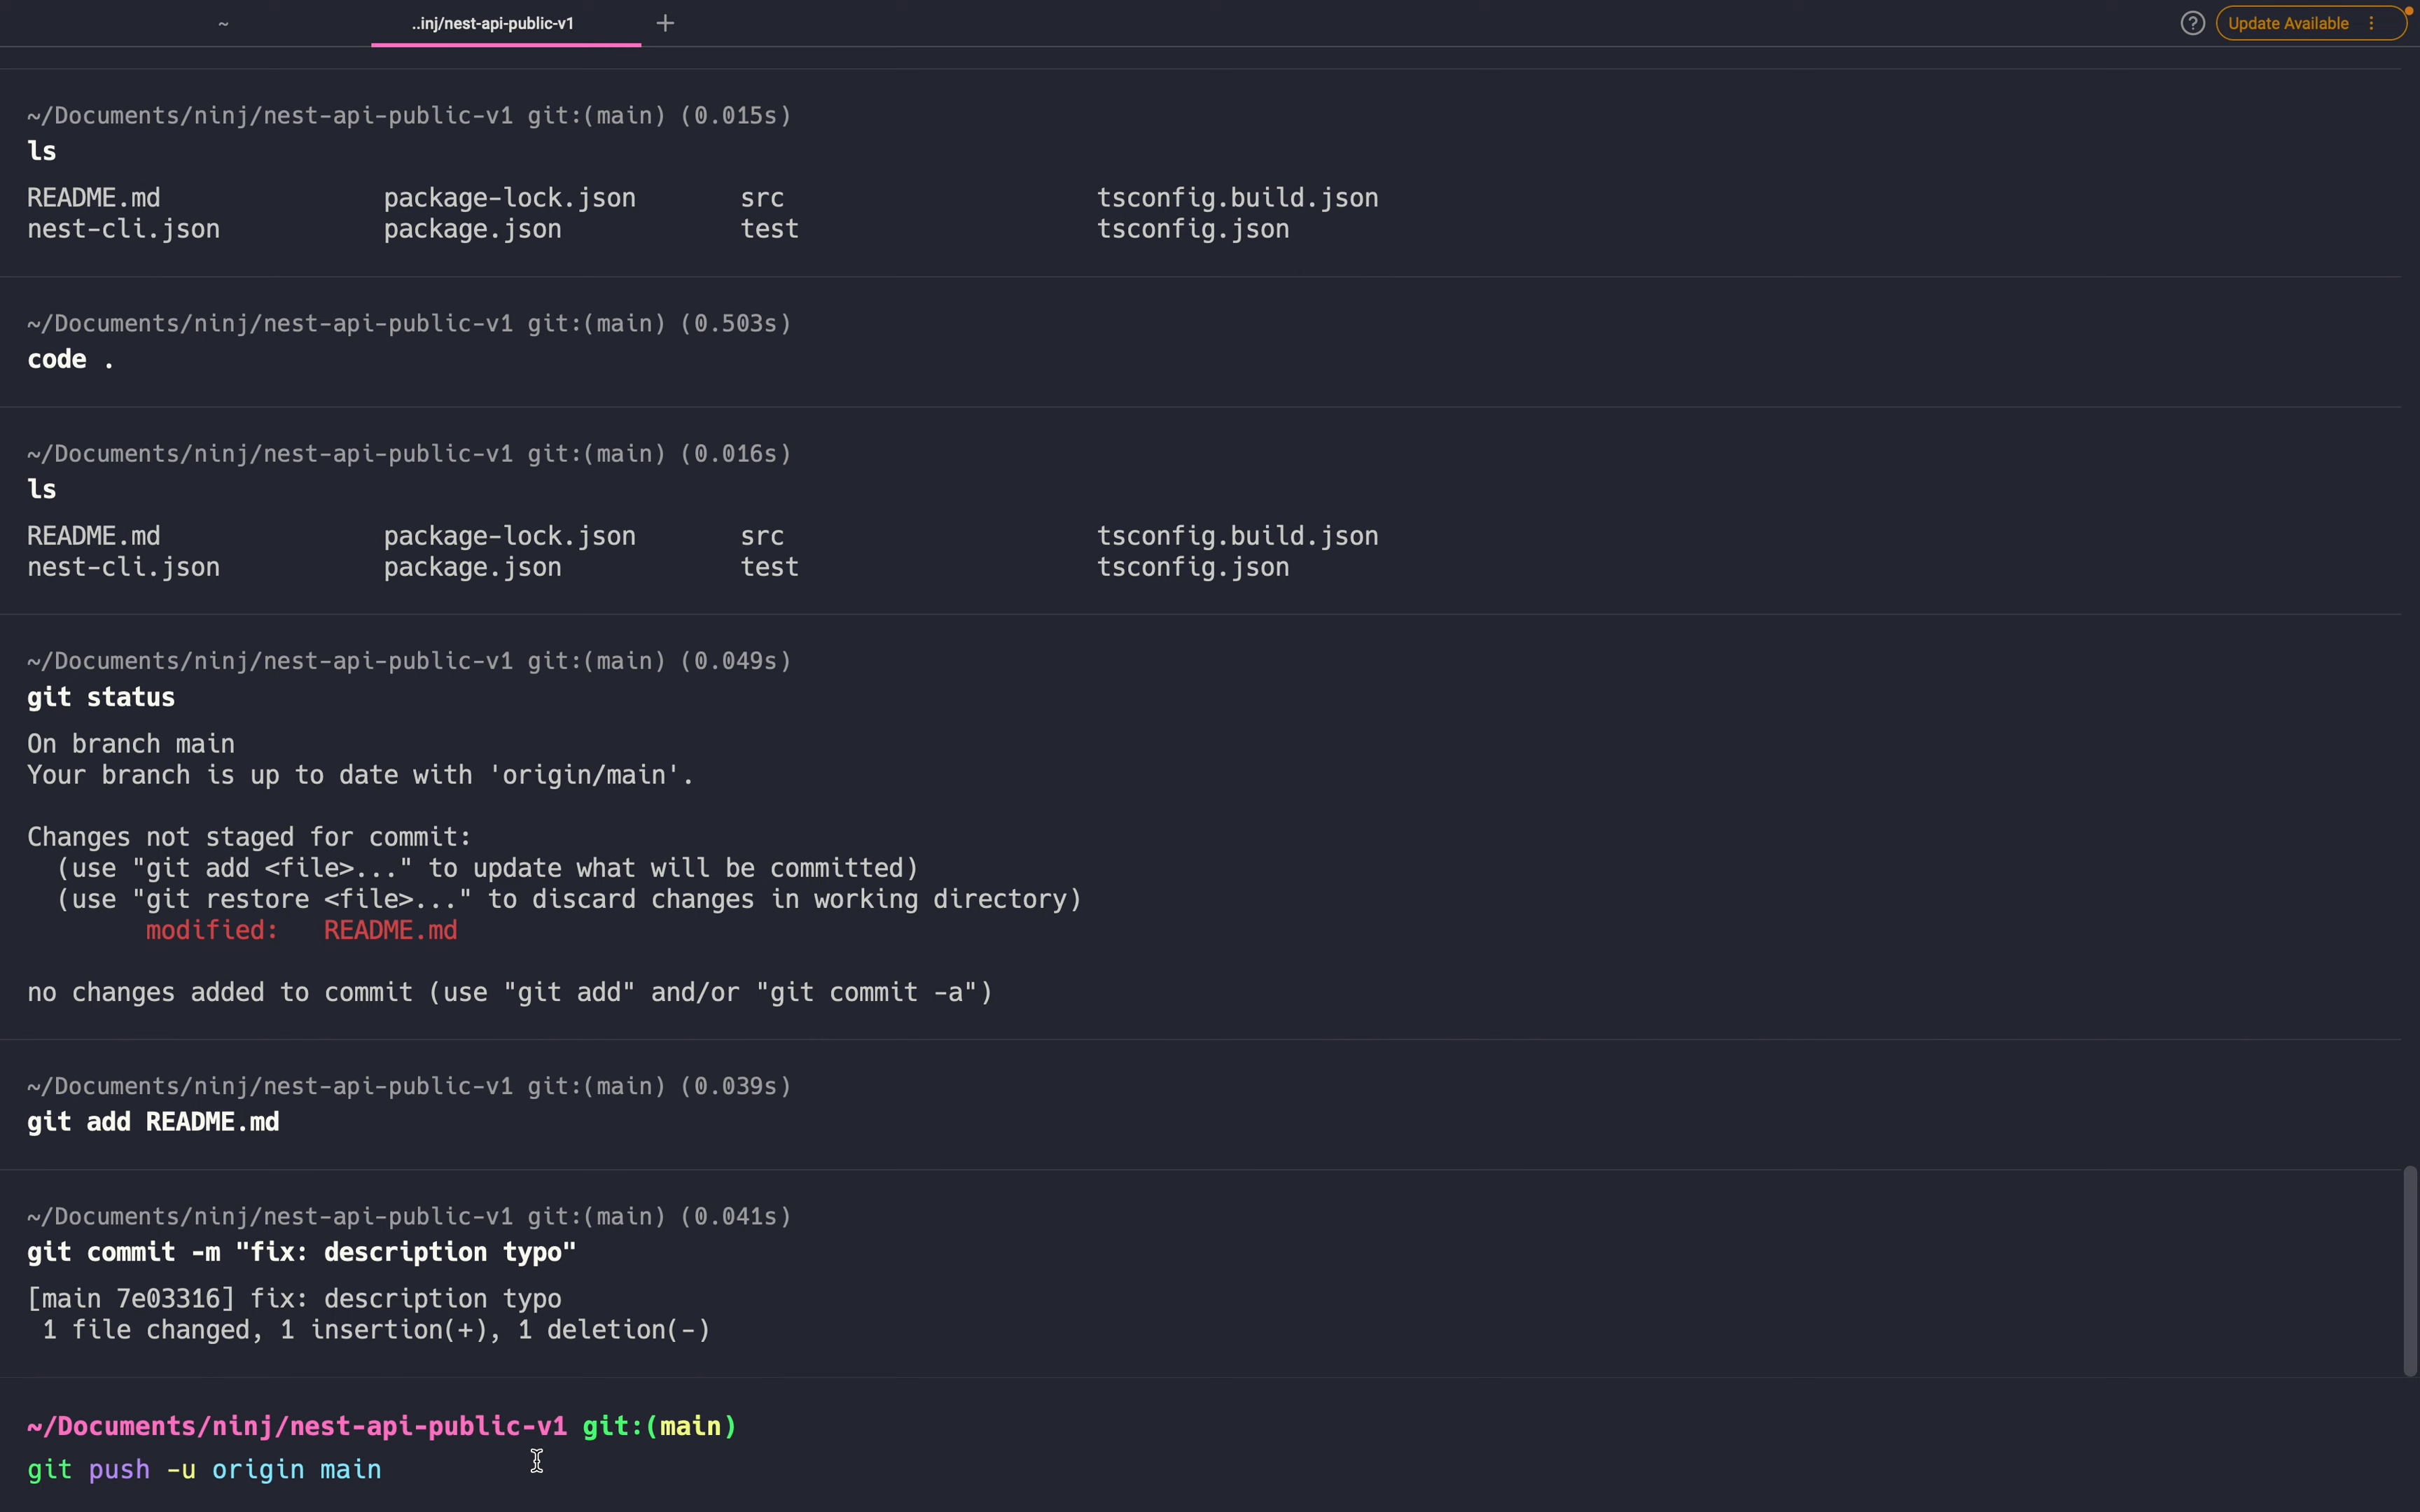 ~ ..inj/nest-api-public-v1 + ? Update Available
~/Documents/ninj/nest-api-public-v1 git:(main) (0.015s)
ls
README.md package-lock.json src tsconfig.build.json
nest-cli.json package.json test tsconfig.json
~/Documents/ninj/nest-api-public-v1 git:(main) (0.503s)
code .
~/Documents/ninj/nest-api-public-v1 git:(main) (0.016s)
ls
README.md package-lock.json src tsconfig.build.json
nest-cli.json package.json test tsconfig.json
~/Documents/ninj/nest-api-public-v1 git:(main) (0.049s)
git status
On branch main
Your branch is up to date with 'origin/main'.
Changes not staged for commit:
(use "git add <file>..." to update what will be committed)
(use "git restore <file>..." to discard changes in working directory)
modified: README.md
no changes added to commit (use "git add" and/or "git commit -a")
~/Documents/ninj/nest-api-public-v1 git:(main) (0.039s)
git add README.md
~/Documents/ninj/nest-api-public-v1 git:(main) (0.041s)
git commit -m "fix: description typo"
[main 7e03316] fix: description typo
1 file changed, 1 insertion(+), 1 deletion(-)
~/Documents/ninj/nest-api-public-v1 git:(main)
git push -u origin main